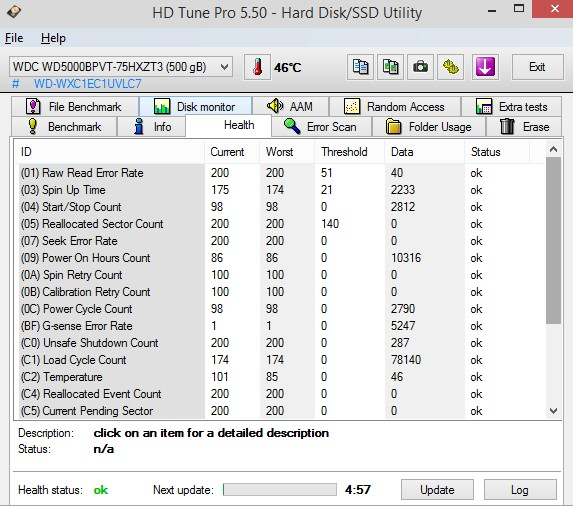 HD Tune Pro 5.50 - Hard Disk/SSD Utility
File Help
WDC WD5000BPVT-75HXZT3 (500 gB) 46°C Exit
# WD-WXC1EC1UVLC7
File Benchmark Disk monitor AAM Random Access Extra tests
Benchmark Info Health Error Scan Folder Usage Erase
ID Current Worst Threshold Data Status
(01) Raw Read Error Rate 200 200 51 40 ok
(03) Spin Up Time 175 174 21 2233 ok
(04) Start/Stop Count 98 98 0 2812 ok
(05) Reallocated Sector Count 200 200 140 0 ok
(07) Seek Error Rate 200 200 0 0 ok
(09) Power On Hours Count 86 86 0 10316 ok
(0A) Spin Retry Count 100 100 0 0 ok
(0B) Calibration Retry Count 100 100 0 0 ok
(0C) Power Cycle Count 98 98 0 2790 ok
(BF) G-sense Error Rate 1 1 0 5247 ok
(C0) Unsafe Shutdown Count 200 200 0 287 ok
(C1) Load Cycle Count 174 174 0 78140 ok
(C2) Temperature 101 85 0 46 ok
(C4) Reallocated Event Count 200 200 0 0 ok
(C5) Current Pending Sector 200 200 0 0 ok
Description: click on an item for a detailed description
Status: n/a
Health status: ok Next update: 4:57 Update Log